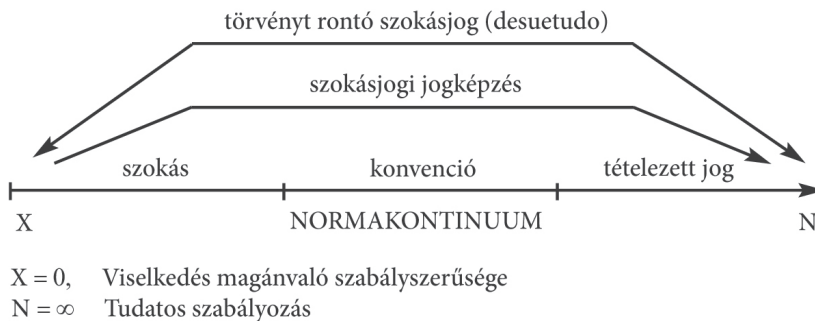 törvényt rontó szokásjog (desuetudo)
szokásjogi jogképzés
szokás konvenció tételezett jog
X NORMAKONTINUUM N
X = 0, Viselkedés magánvaló szabályszerűsége
N = ∞ Tudatos szabályozás